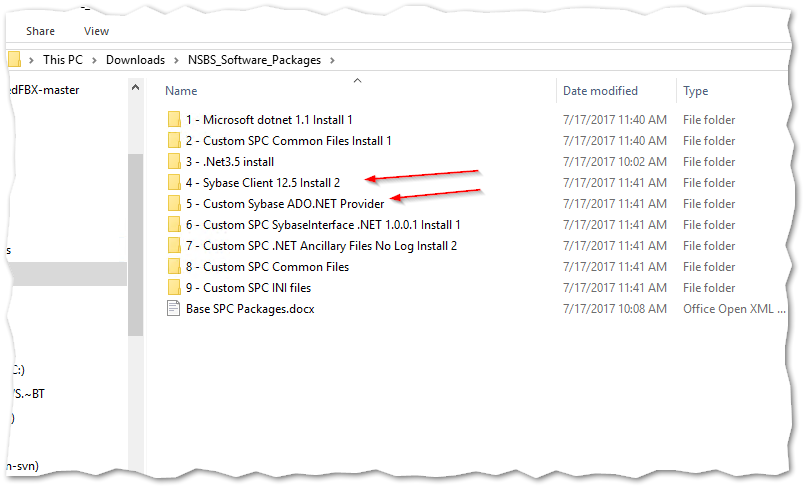 Share View
This PC > Downloads > NSBS_Software_Packages >
edFBX-master
Name Date modified Type
1 - Microsoft dotnet 1.1 Install 1 7/17/2017 11:40 AM File folder
2 - Custom SPC Common Files Install 1 7/17/2017 11:40 AM File folder
3 - .Net3.5 install 7/17/2017 10:02 AM File folder
4 - Sybase Client 12.5 Install 2 7/17/2017 11:41 AM File folder
5 - Custom Sybase ADO.NET Provider 7/17/2017 11:41 AM File folder
6 - Custom SPC SybaseInterface .NET 1.0.0.1 Install 1 7/17/2017 11:41 AM File folder
7 - Custom SPC .NET Ancillary Files No Log Install 2 7/17/2017 11:41 AM File folder
s
8 - Custom SPC Common Files 7/17/2017 11:41 AM File folder
9 - Custom SPC INI files 7/17/2017 11:41 AM File folder
Base SPC Packages.docx 7/17/2017 10:08 AM Office Open XML ...
C:)
/S.~BT
)
n-svn)